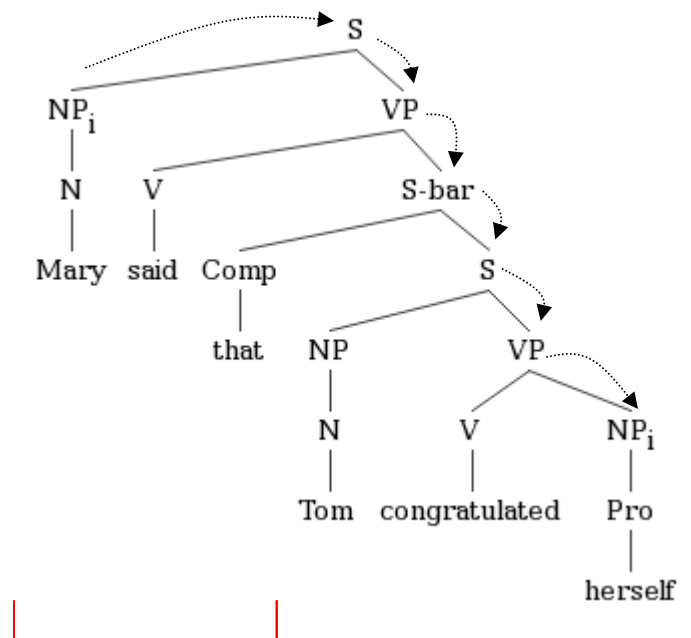 S
NPi VP
N V S-bar
Mary said Comp S
that NP VP
N V NPi
Tom congratulated Pro
herself